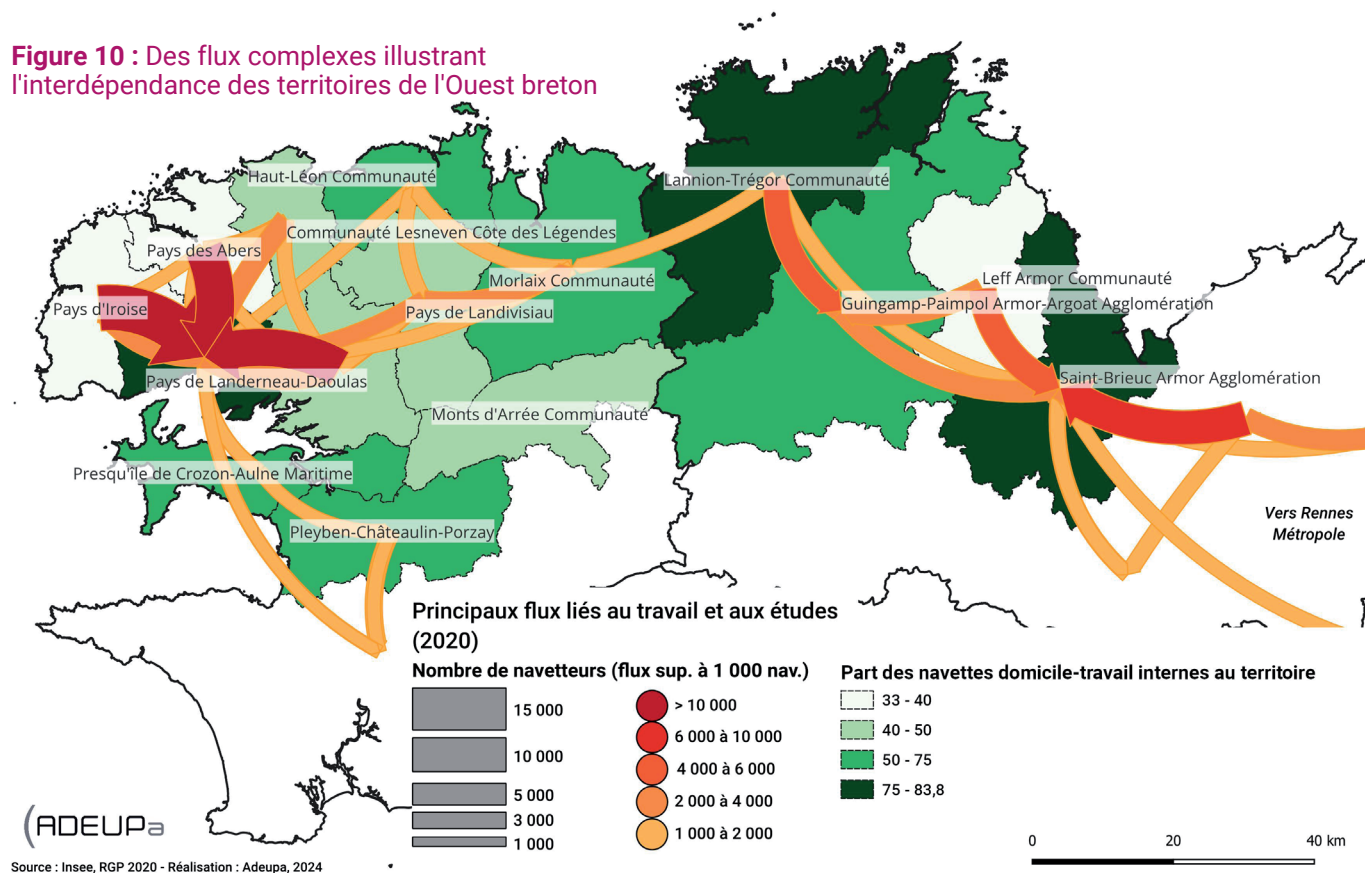 Figure 10 : Des flux complexes illustrant
l'interdépendance des territoires de l'Ouest breton
Haut-Léon Communauté
Lannion-Trégor Communauté
Communauté Lesneven Côte des Légendes
Pays des Abers
Morlaix Communauté
Leff Armor Communauté
Pays d'Iroise
Pays de Landivisiau
Guingamp-Paimpol Armor-Argoat Agglomération
Pays de Landerneau-Daoulas
Saint-Brieuc Armor Agglomération
Monts d'Arrée Communauté
Presqu'île de Crozon-Aulne Maritime
Pleyben-Châteaulin-Porzay
Vers Rennes
Métropole
Principaux flux liés au travail et aux études
(2020)
Nombre de navetteurs (flux sup. à 1 000 nav.)
15 000
10 000
5 000
3 000
1 000
> 10 000
6 000 à 10 000
4 000 à 6 000
2 000 à 4 000
1 000 à 2 000
Part des navettes domicile-travail internes au territoire
33 - 40
40 - 50
50 - 75
75 - 83,8
0 20 40 km
ADEUPa
Source : Insee, RGP 2020 - Réalisation : Adeupa, 2024